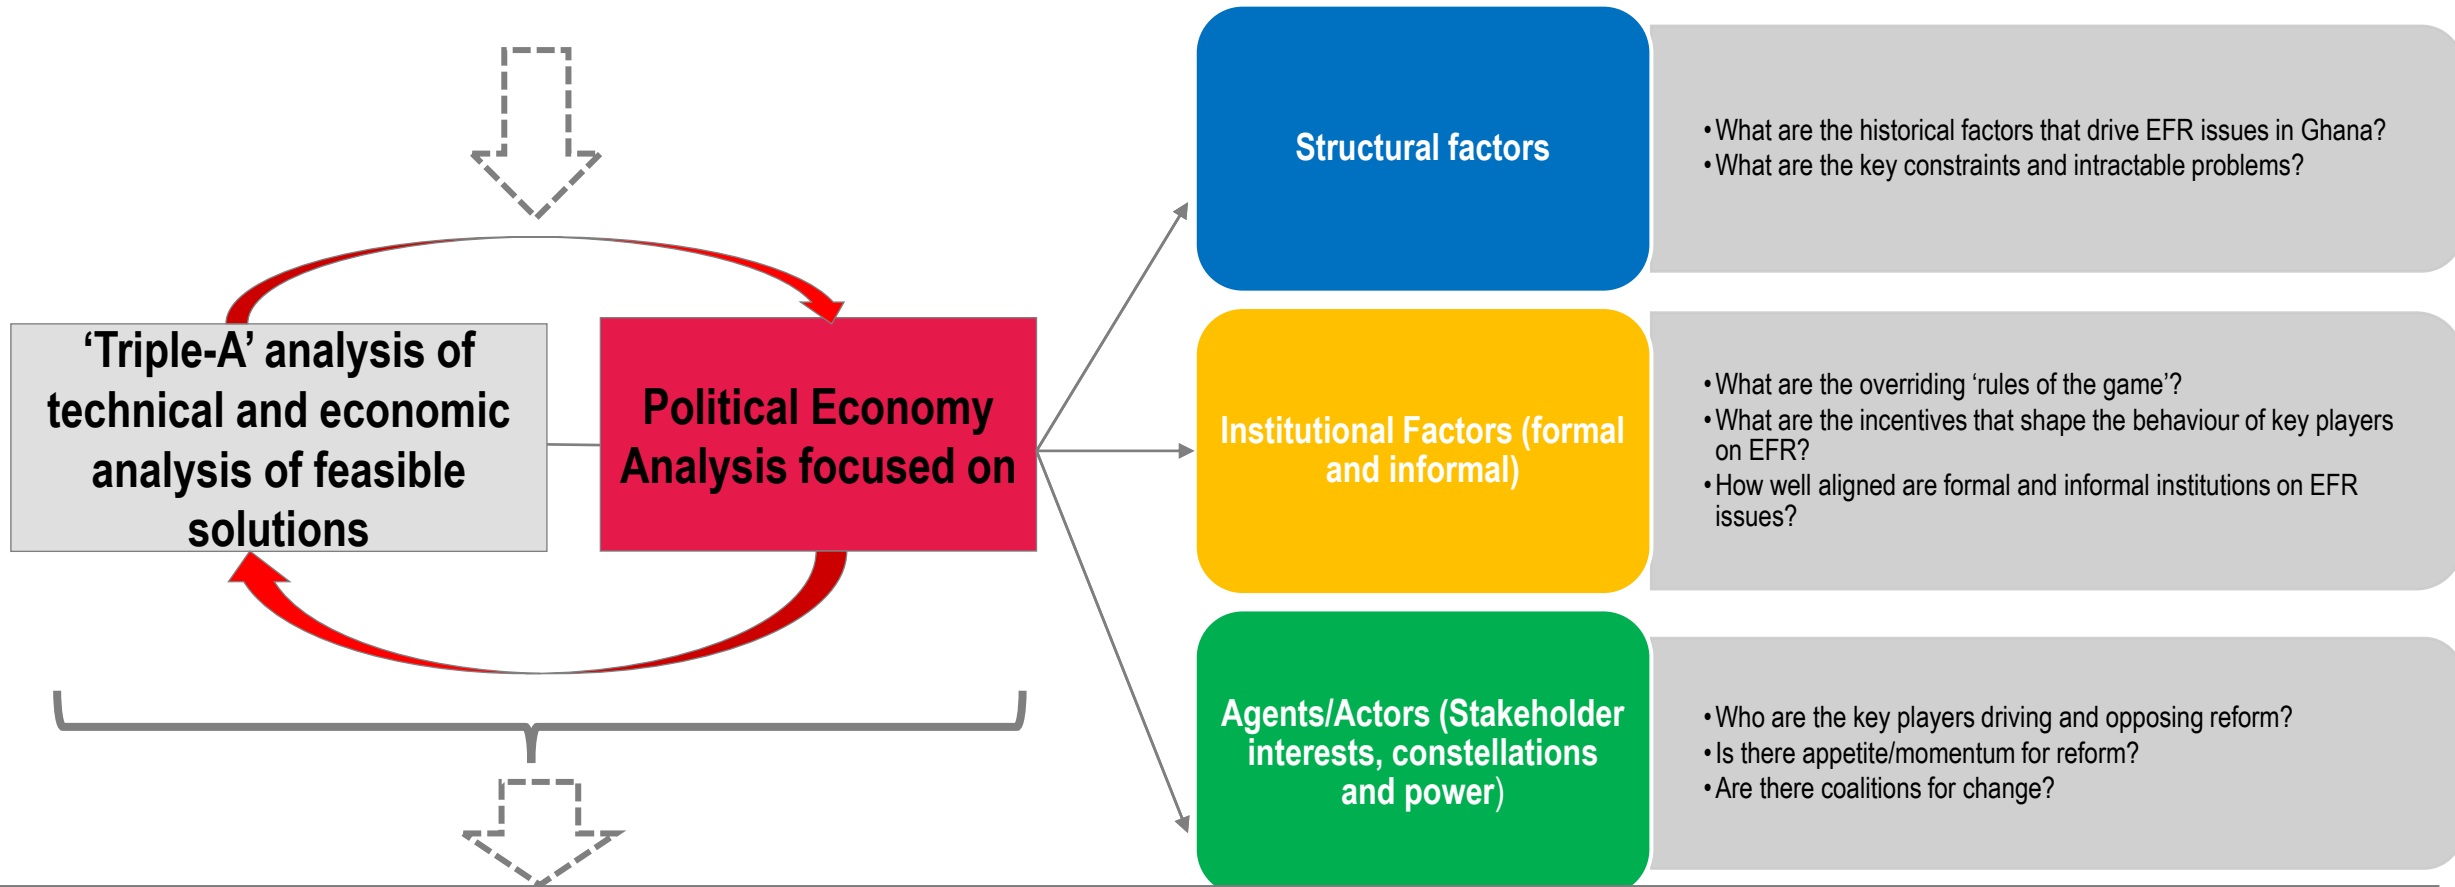 ‘Triple-A’ analysis of
technical and economic
analysis of feasible
solutions
Political Economy
Analysis focused on
Structural factors
•What are the historical factors that drive EFR issues in Ghana?
•What are the key constraints and intractable problems?
Institutional Factors (formal
and informal)
•What are the overriding ‘rules of the game’?
•What are the incentives that shape the behaviour of key players
on EFR?
•How well aligned are formal and informal institutions on EFR
issues?
Agents/Actors (Stakeholder
interests, constellations
and power)
•Who are the key players driving and opposing reform?
•Is there appetite/momentum for reform?
•Are there coalitions for change?